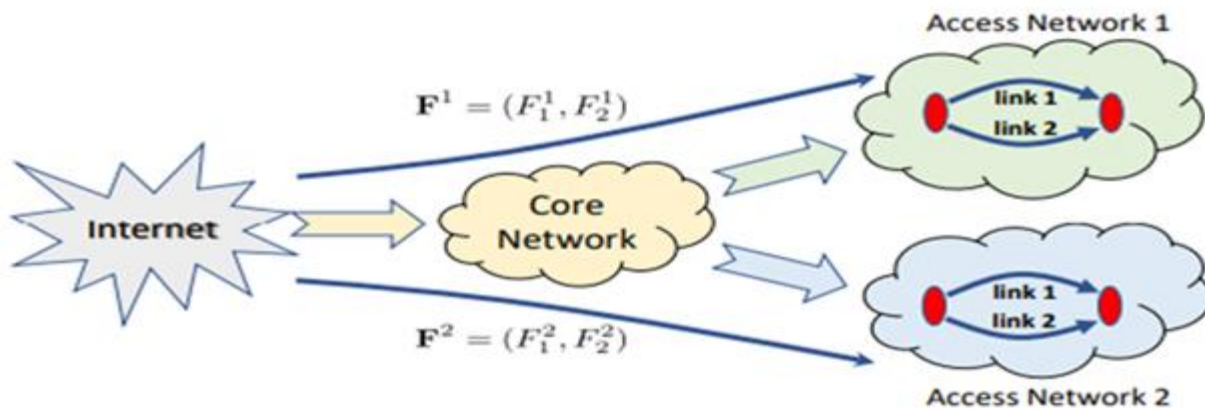 Access Network 1
𝐅¹ = (F₁¹, F₂¹)
link 1
link 2
Internet
Core
Network
link 1
link 2
𝐅² = (F₁², F₂²)
Access Network 2